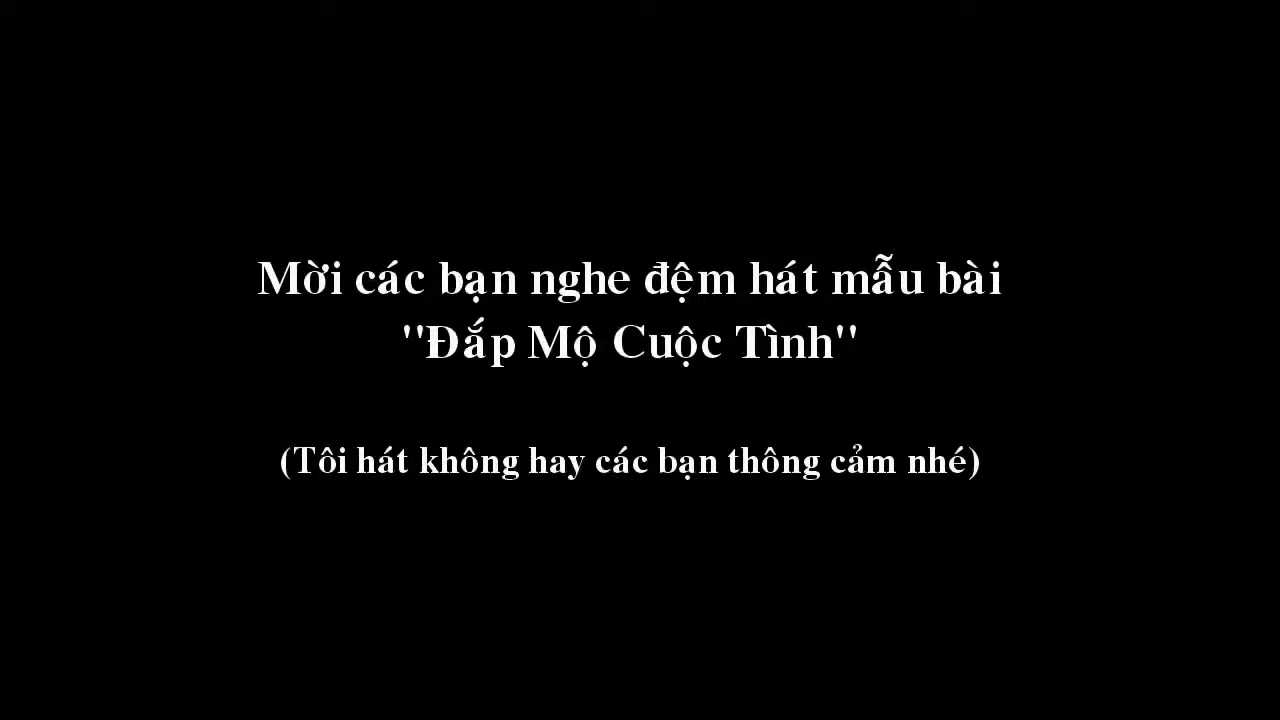 Mời các bạn nghe đệm hát mẫu bài
"Đắp Mộ Cuộc Tình"
(Tôi hát không hay các bạn thông cảm nhé)